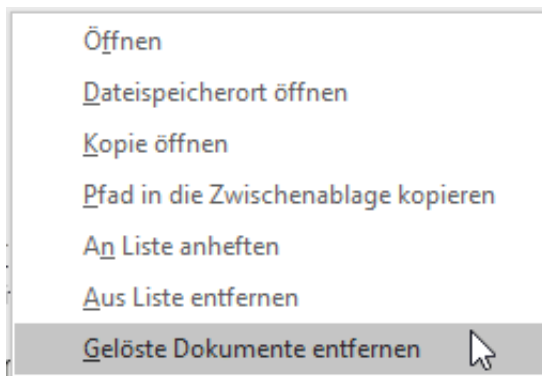 Öffnen
Dateispeicherort öffnen
Kopie öffnen
Pfad in die Zwischenablage kopieren
An Liste anheften
Aus Liste entfernen
Gelöste Dokumente entfernen